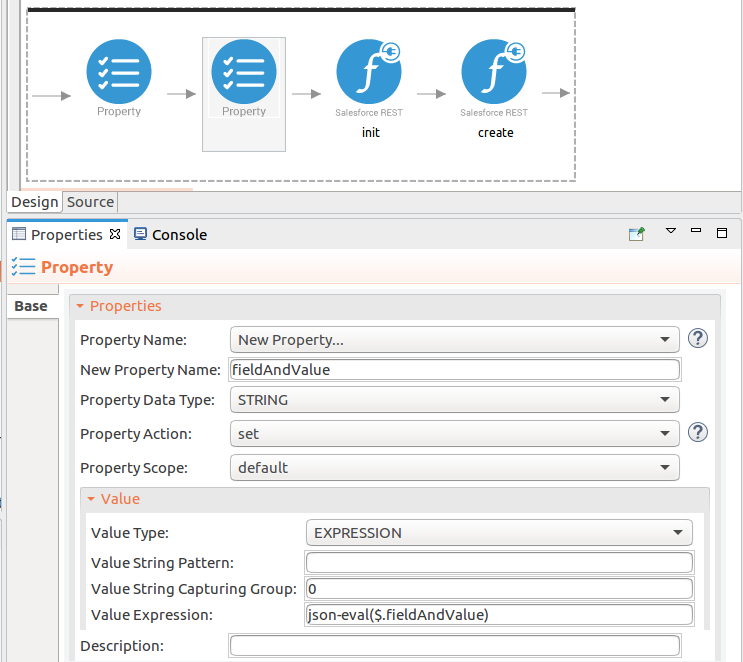 Property
Property
Salesforce REST
Salesforce REST
init
create
Design
Source
Properties
Console
Property
Base
Properties
Property Name:
New Property...
New Property Name:
fieldAndValue
Property Data Type:
STRING
Property Action:
set
Property Scope:
default
Value
Value Type:
EXPRESSION
Value String Pattern:
Value String Capturing Group:
0
Value Expression:
json-eval($.fieldAndValue)
Description: